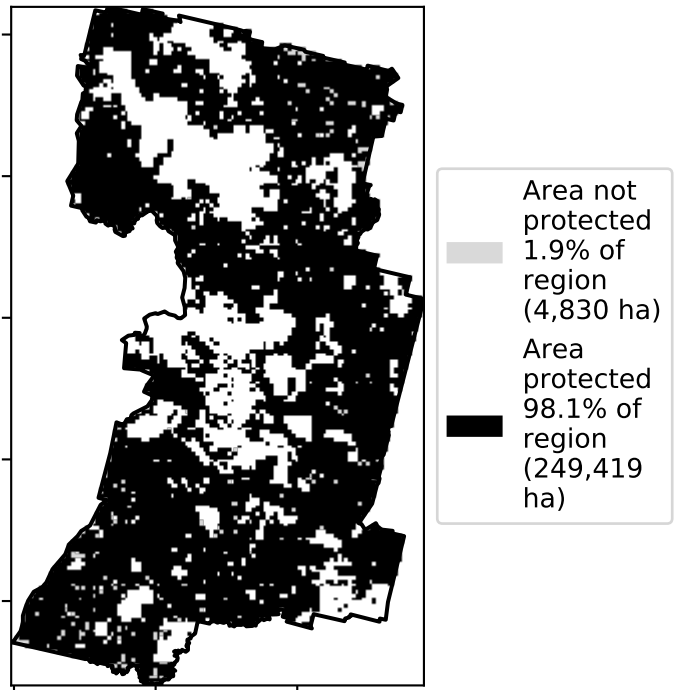 Area not
protected
1.9% of
region
(4,830 ha)
Area
protected
98.1% of
region
(249,419
ha)